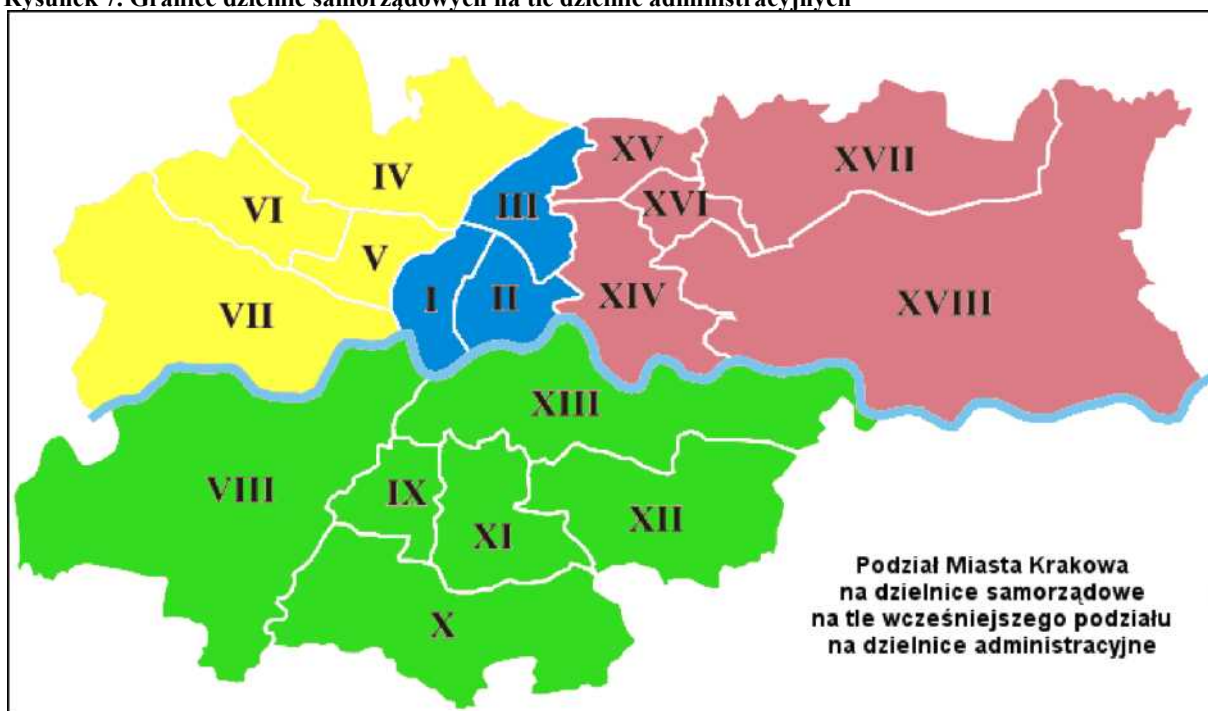 Rysunek 7. Granice dzielnic samorządowych na tle dzielnic administracyjnych
IV
XV
XVII
VI
III
XVI
V
I
II
XIV
VII
XVIII
XIII
VIII
IX
XI
XII
X
Podział Miasta Krakowa
na dzielnice samorządowe
na tle wcześniejszego podziału
na dzielnice administracyjne